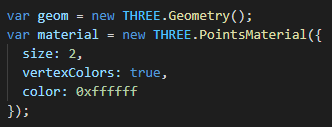 var geom = new THREE.Geometry();
var material = new THREE.PointsMaterial({
  size: 2,
  vertexColors: true,
  color: 0xffffff
});